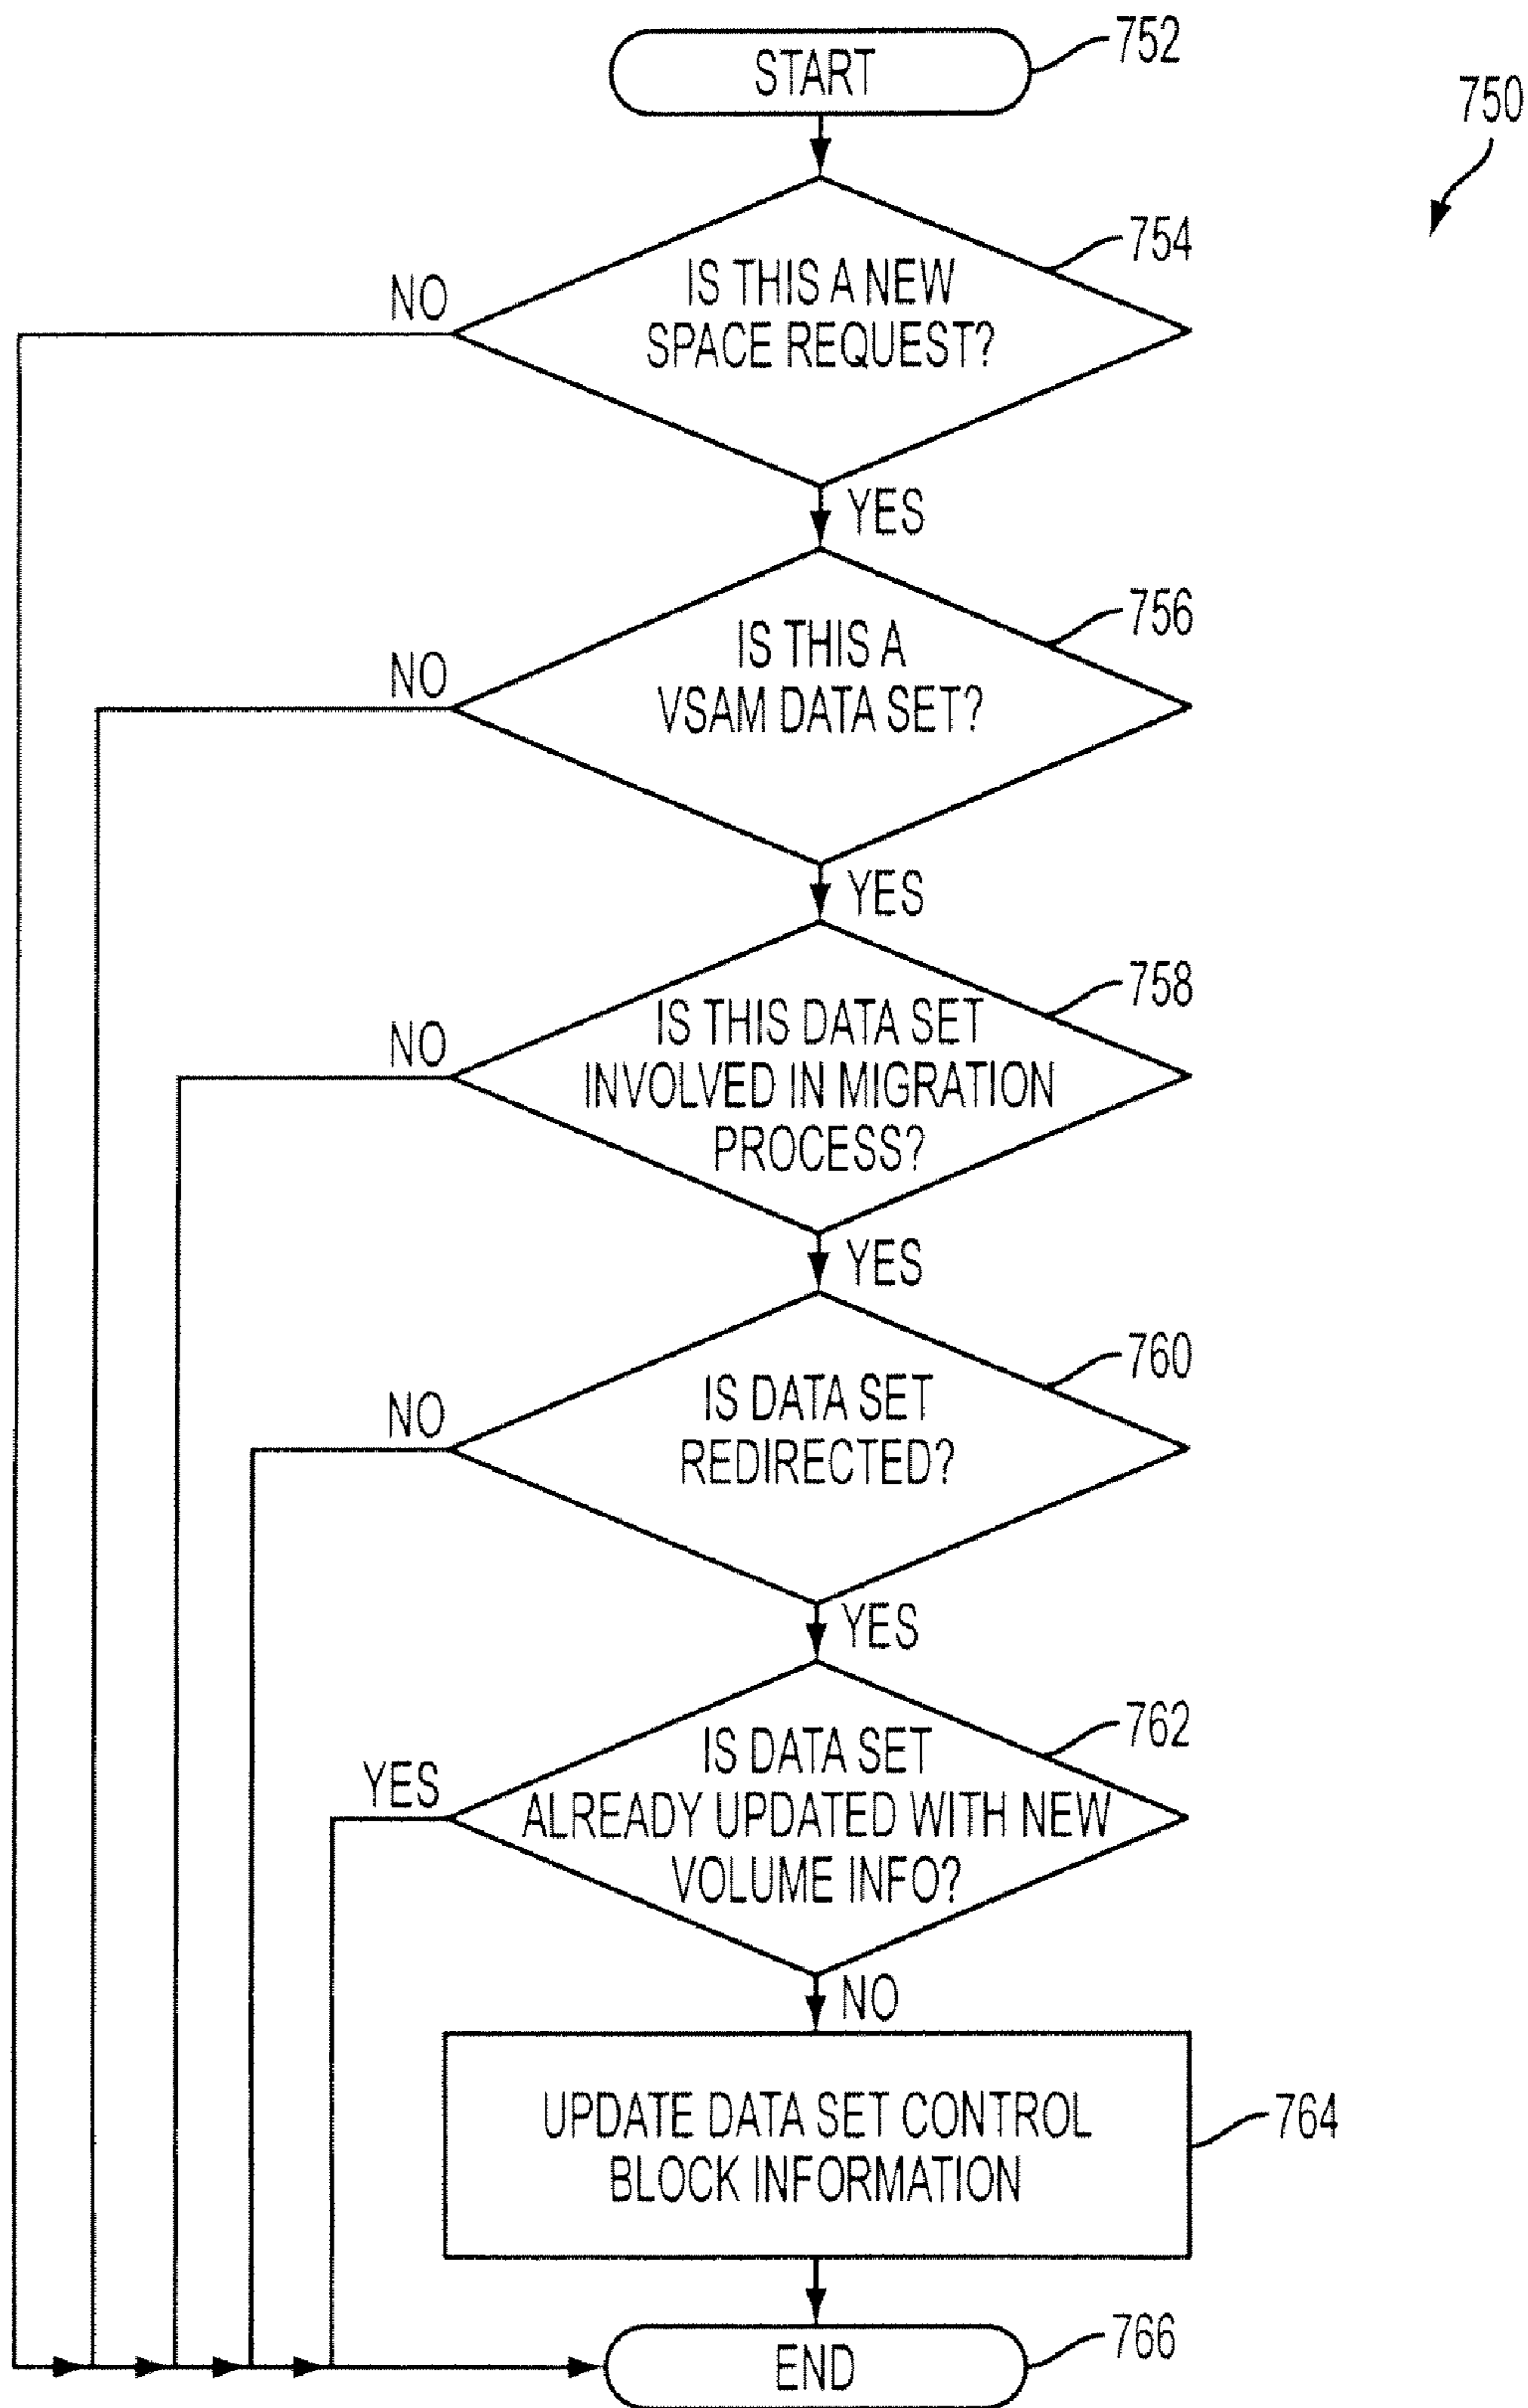 752
START
750
754
IS THIS A NEW
NO
SPACE REQUEST?
YES
756
IS THIS A
NO
VSAM DATA SET?
YES
758
IS THIS DATA SET
NO
INVOLVED IN MIGRATION
PROCESS?
YES
760
IS DATA SET
NO
REDIRECTED?
YES
762
IS DATA SET
YES
ALREADY UPDATED WITH NEW
VOLUME INFO?
NO
UPDATE DATA SET CONTROL
764
BLOCK INFORMATION
766
END